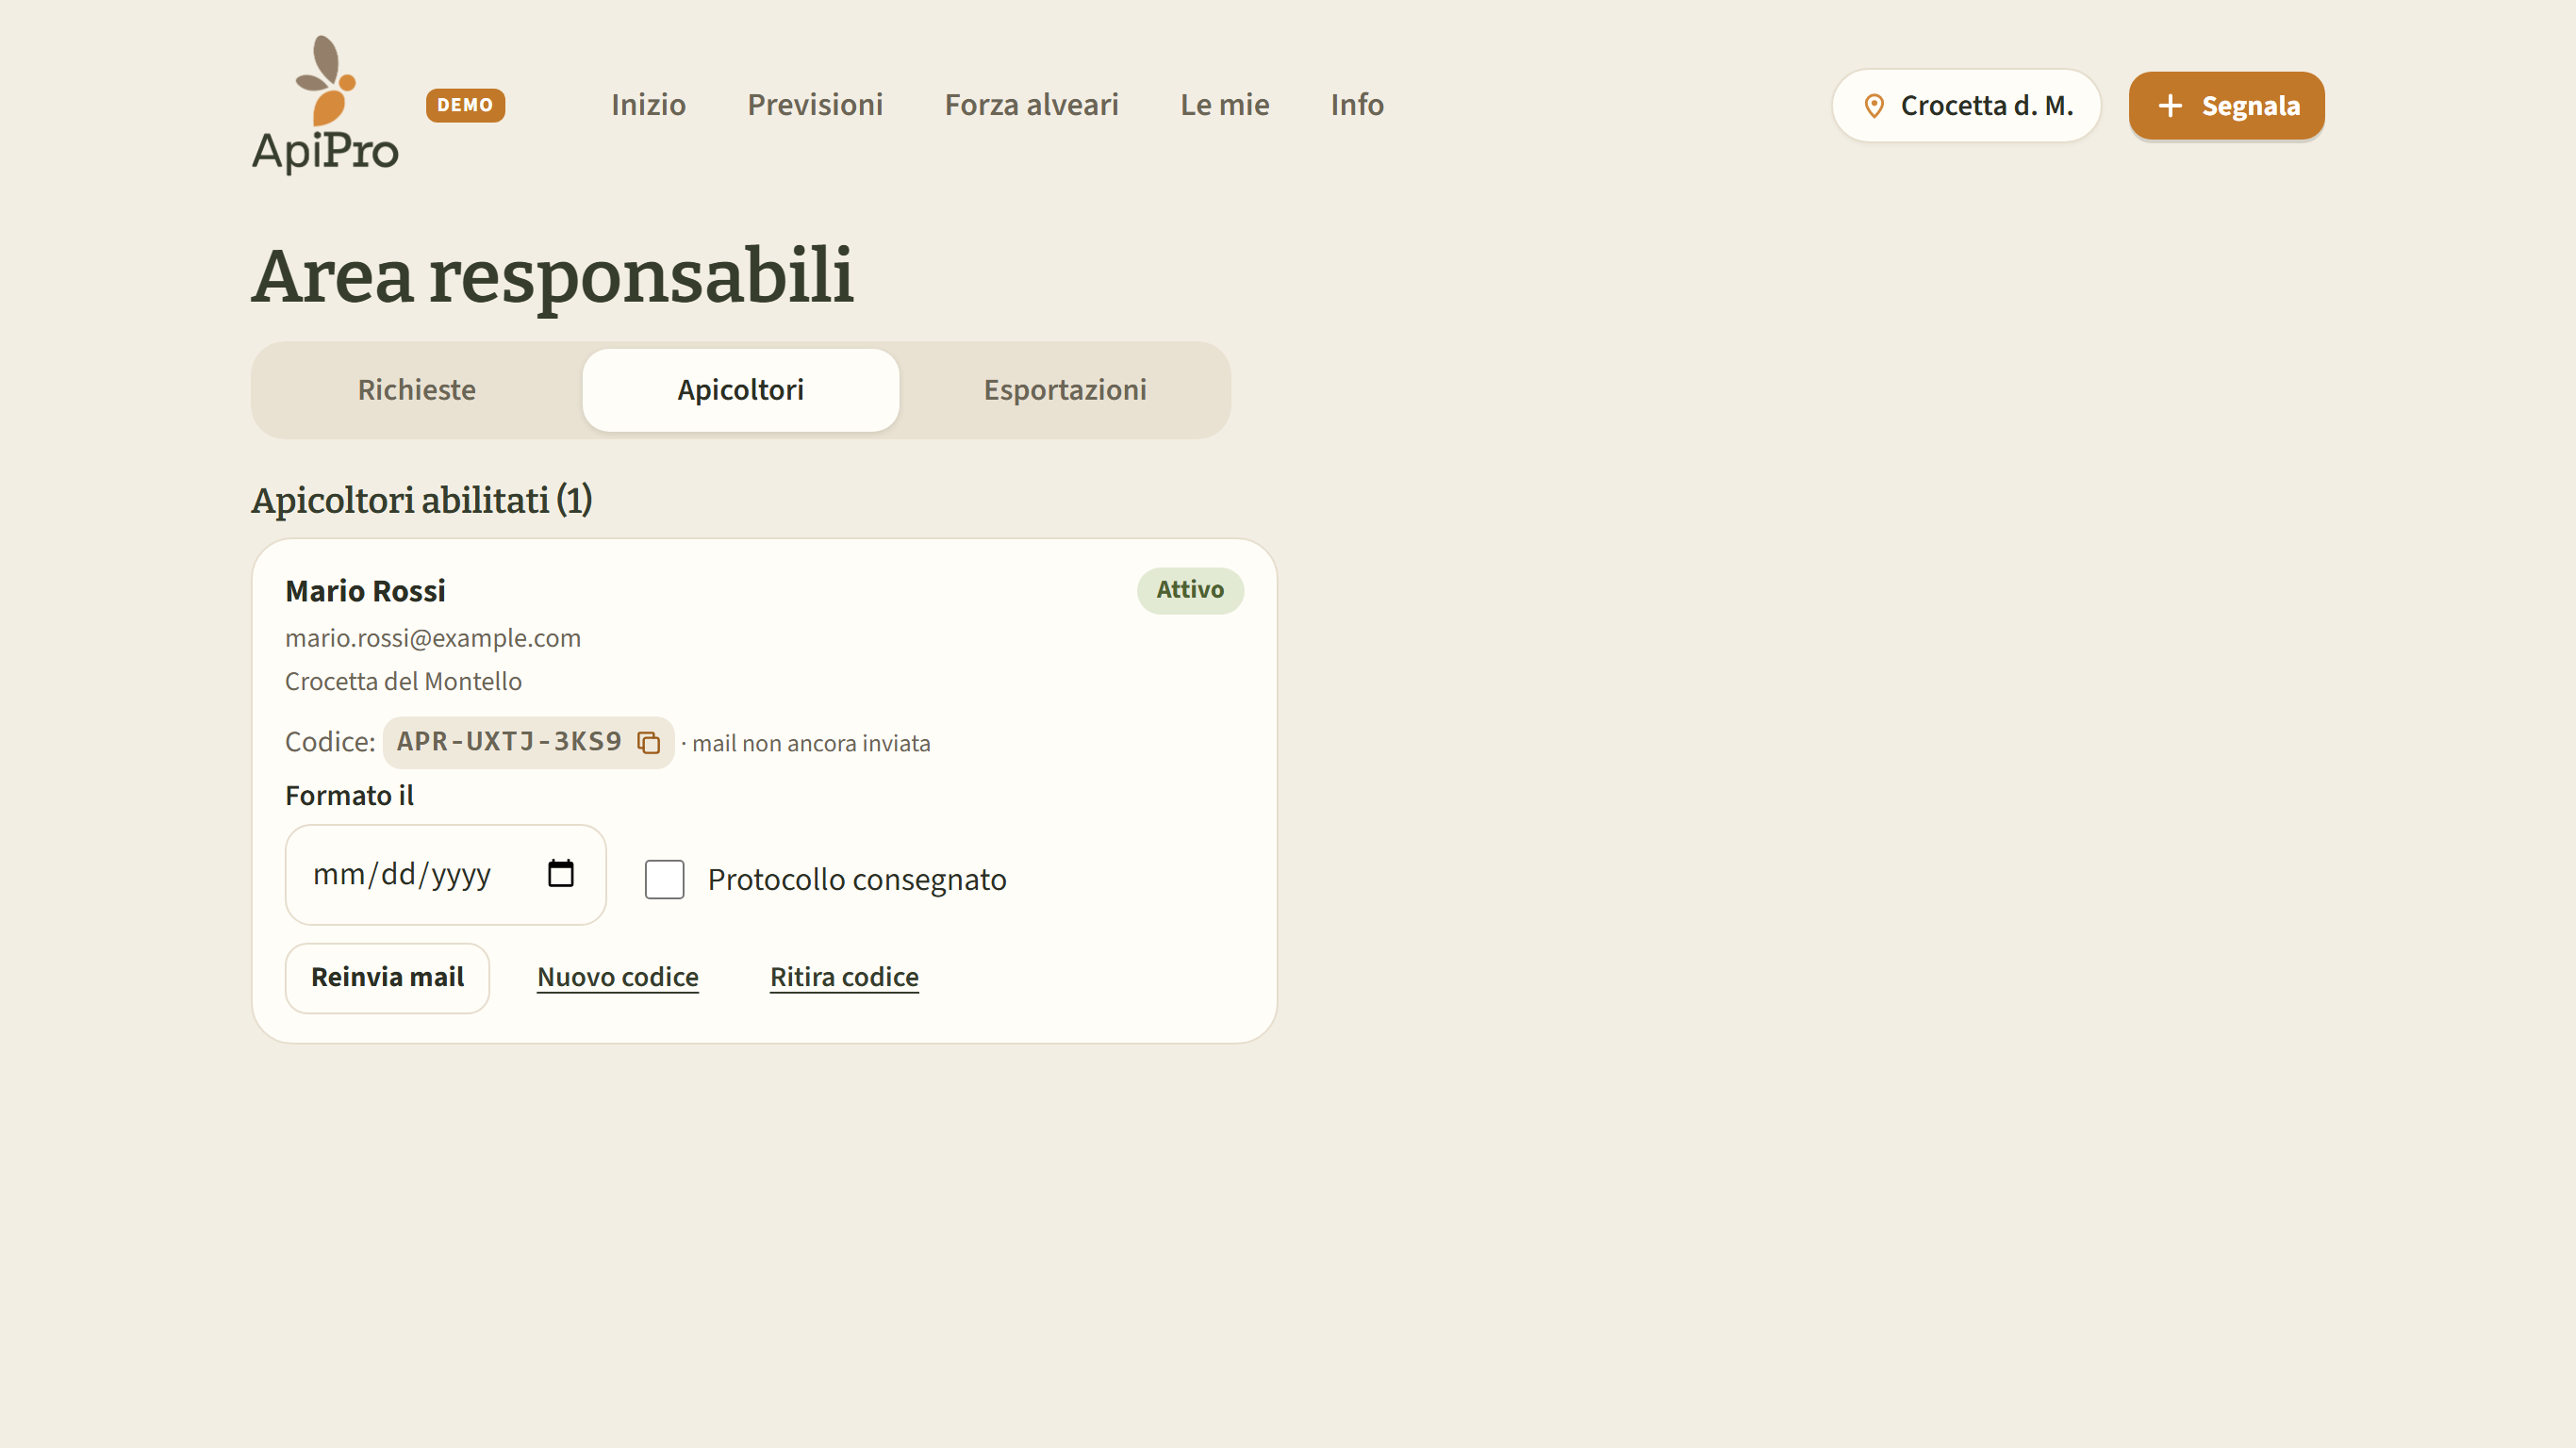 ApiPro
DEMO
Inizio
Previsioni
Forza alveari
Le mie
Info
Crocetta d. M.
Segnala
Area responsabili
Richieste
Apicoltori
Esportazioni
Apicoltori abilitati (1)
Mario Rossi
Attivo
mario.rossi@example.com
Crocetta del Montello
Codice: APR-UXTJ-3KS9 · mail non ancora inviata
Formato il
mm/dd/yyyy
Protocollo consegnato
Reinvia mail
Nuovo codice
Ritira codice